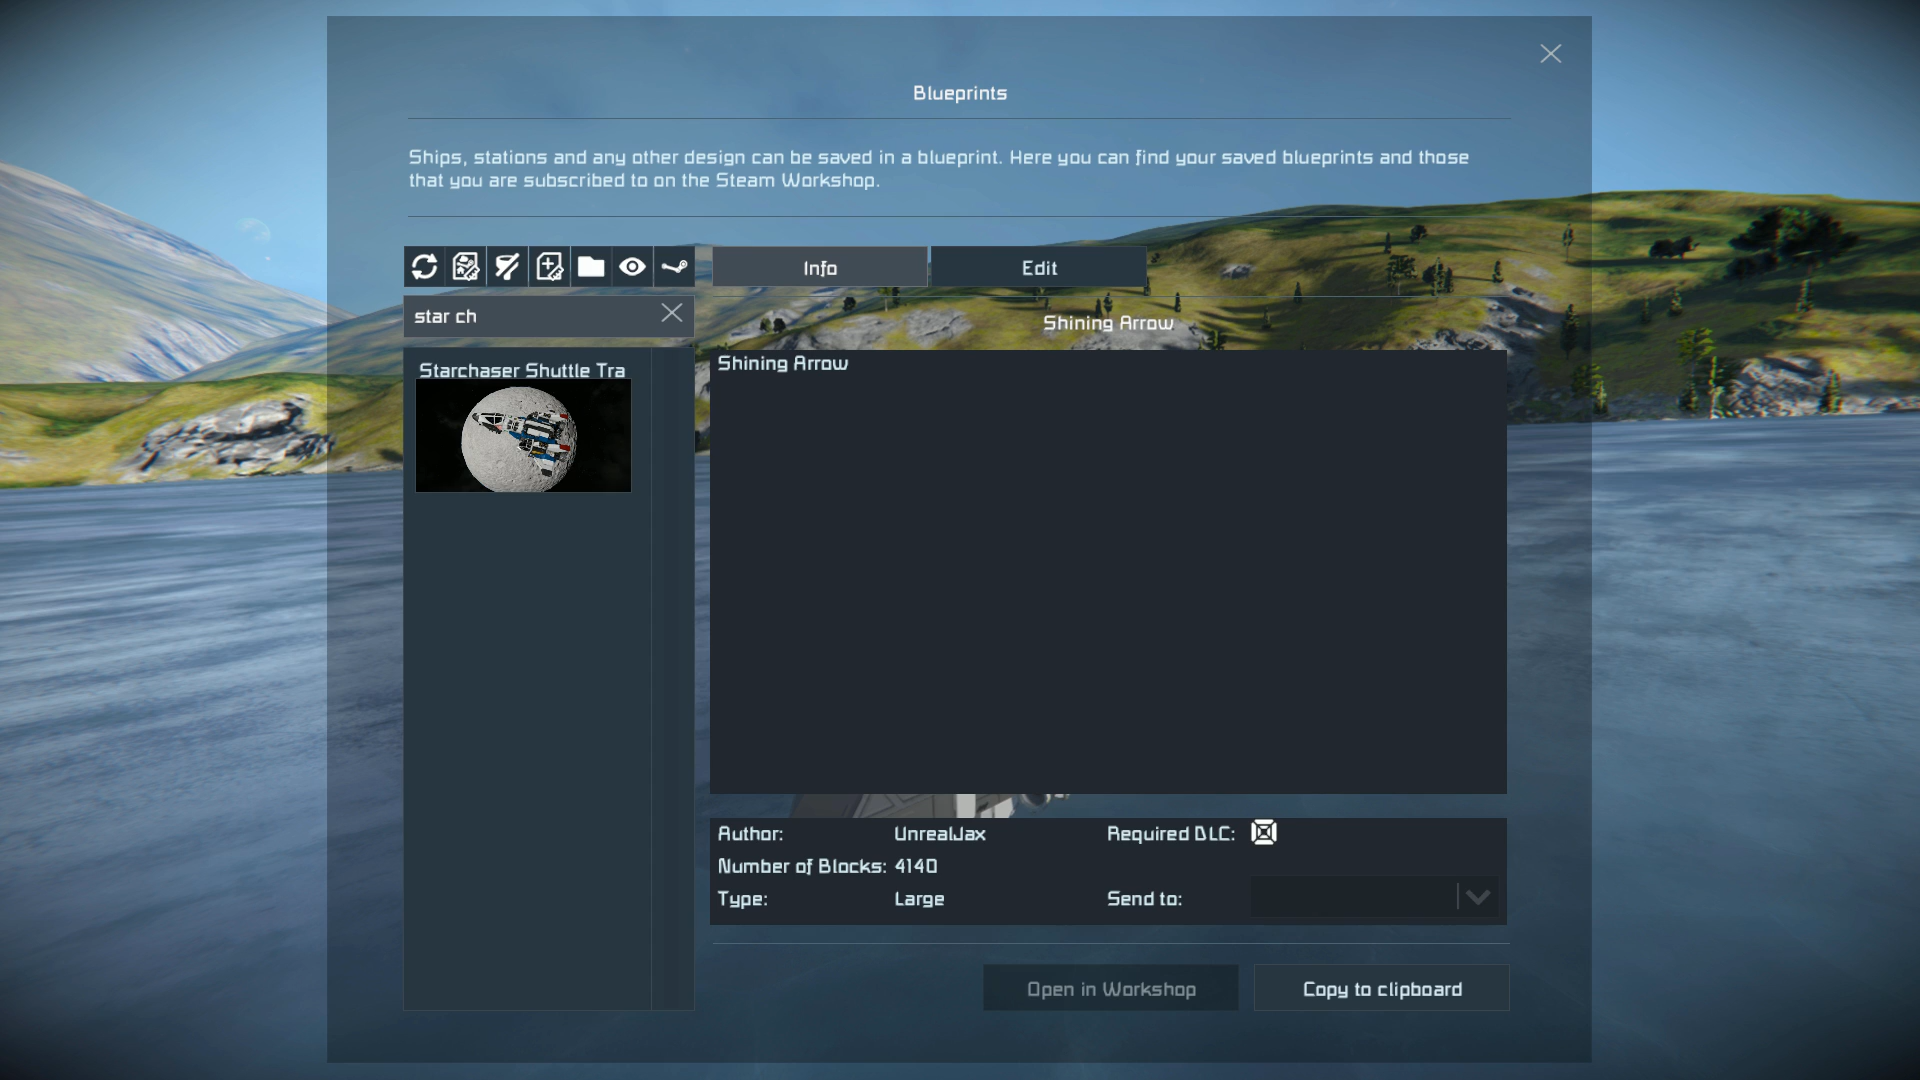 Blueprints
Ships, stations and any other design can be saved in a blueprint. Here you can find your saved blueprints and those
that you are subscribed to on the Steam Workshop.
Info
Edit
star ch
Shining Arrow
Starchaser Shuttle Tra
Shining Arrow
Author: UnrealJax Required DLC:
Number of Blocks: 4140
Type: Large Send to:
Open in Workshop
Copy to clipboard